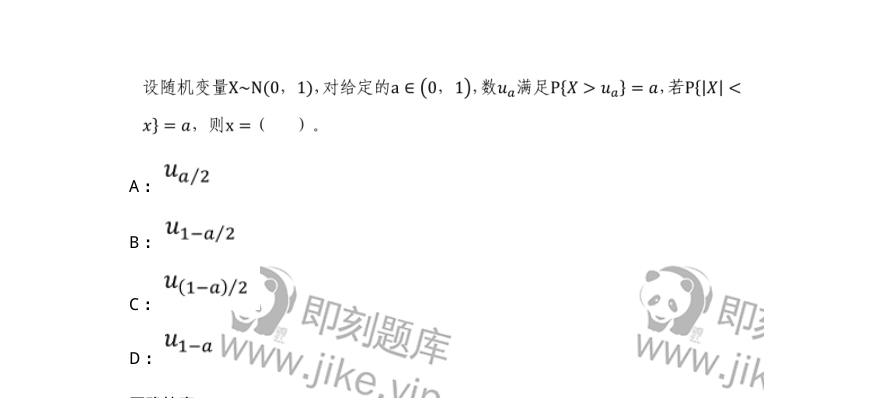 设随机变量X~N(0，1)，对给定的a ∈ (0，1)，数uₐ满足P{X > uₐ} = a，若P{|X| <
x} = a，则x =（　　）。
A： u_{a/2}
B： u_{1−a/2}
C： u_{(1−a)/2}
D： u_{1−a}
即刻题库
www.jike.vip
即刻
www.jik